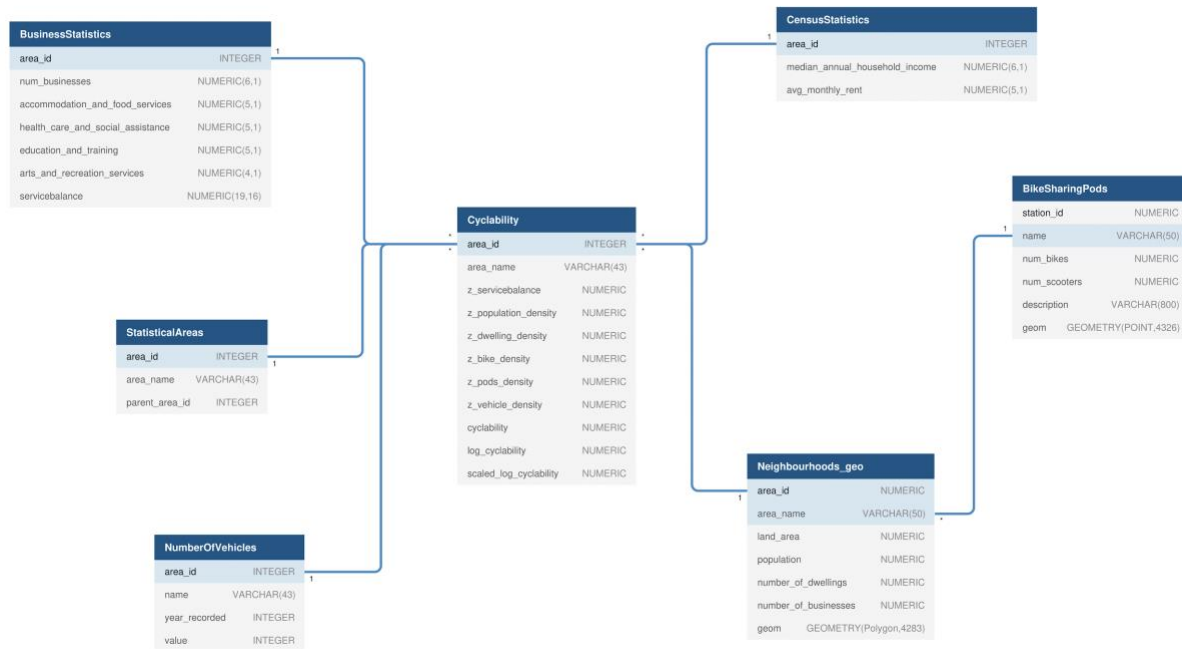 BusinessStatistics
area_id INTEGER
num_businesses NUMERIC(6,1)
accommodation_and_food_services NUMERIC(5,1)
health_care_and_social_assistance NUMERIC(5,1)
education_and_training NUMERIC(5,1)
arts_and_recreation_services NUMERIC(4,1)
servicebalance NUMERIC(19,16)
1
StatisticalAreas
area_id INTEGER
area_name VARCHAR(43)
parent_area_id INTEGER
1
NumberOfVehicles
area_id INTEGER
name VARCHAR(43)
year_recorded INTEGER
value INTEGER
1
Cyclability
* *
area_id INTEGER
* *
area_name VARCHAR(43)
z_servicebalance NUMERIC
z_population_density NUMERIC
z_dwelling_density NUMERIC
z_bike_density NUMERIC
z_pods_density NUMERIC
z_vehicle_density NUMERIC
cyclability NUMERIC
log_cyclability NUMERIC
scaled_log_cyclability NUMERIC
CensusStatistics
1
area_id INTEGER
median_annual_household_income NUMERIC(6,1)
avg_monthly_rent NUMERIC(5,1)
BikeSharingPods
station_id NUMERIC
1
name VARCHAR(50)
num_bikes NUMERIC
num_scooters NUMERIC
description VARCHAR(800)
geom GEOMETRY(POINT,4326)
Neighbourhoods_geo
area_id NUMERIC
1
area_name VARCHAR(50)
*
land_area NUMERIC
population NUMERIC
number_of_dwellings NUMERIC
number_of_businesses NUMERIC
geom GEOMETRY(Polygon,4283)